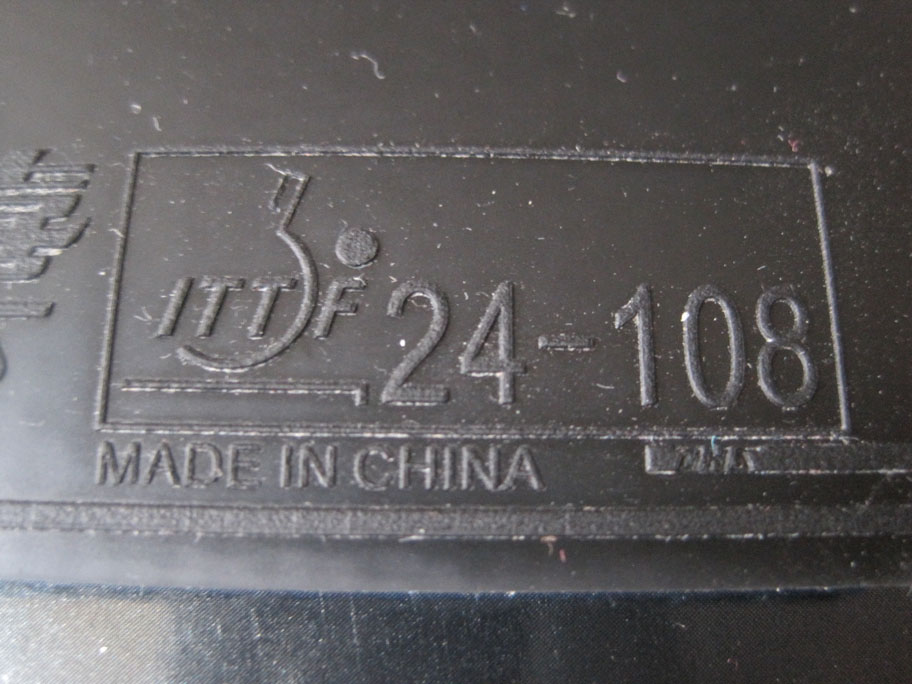 ITTF 24-108
MADE IN CHINA